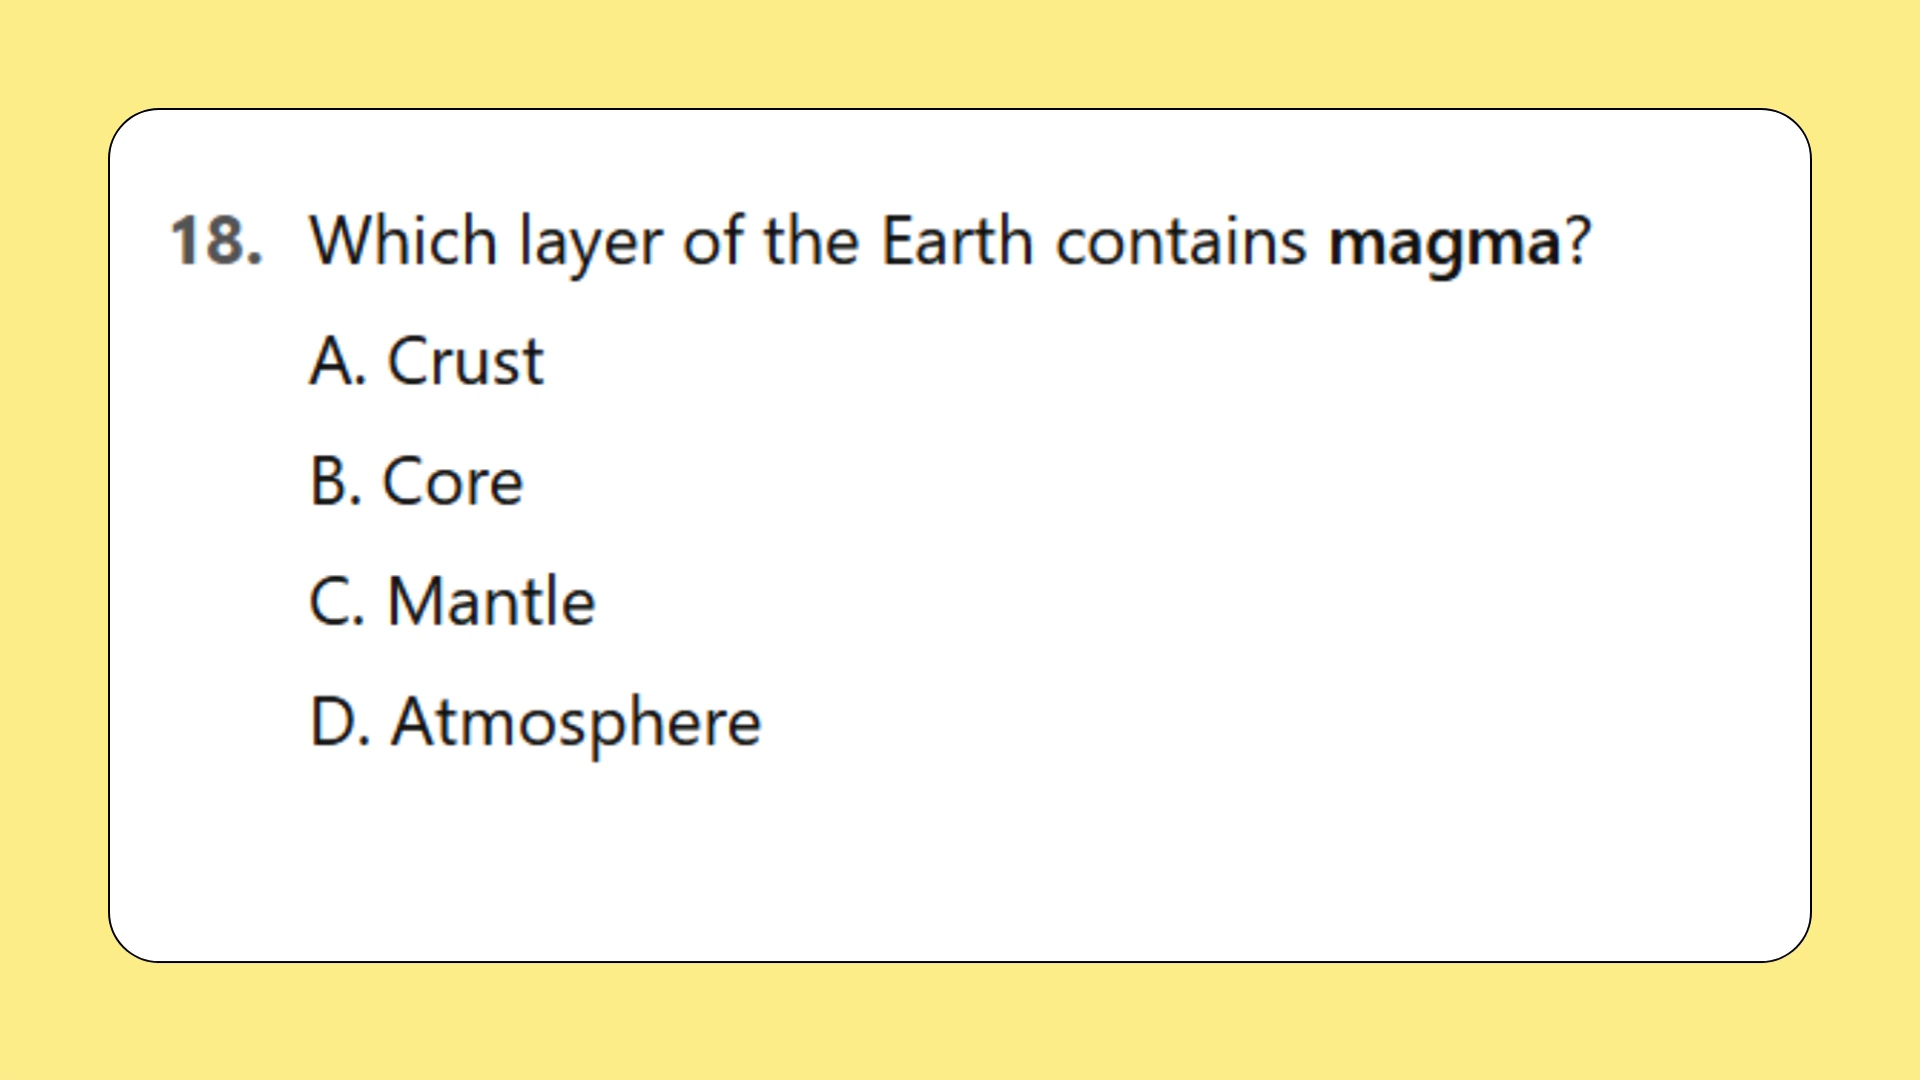 18. Which layer of the Earth contains magma?
A. Crust
B. Core
C. Mantle
D. Atmosphere